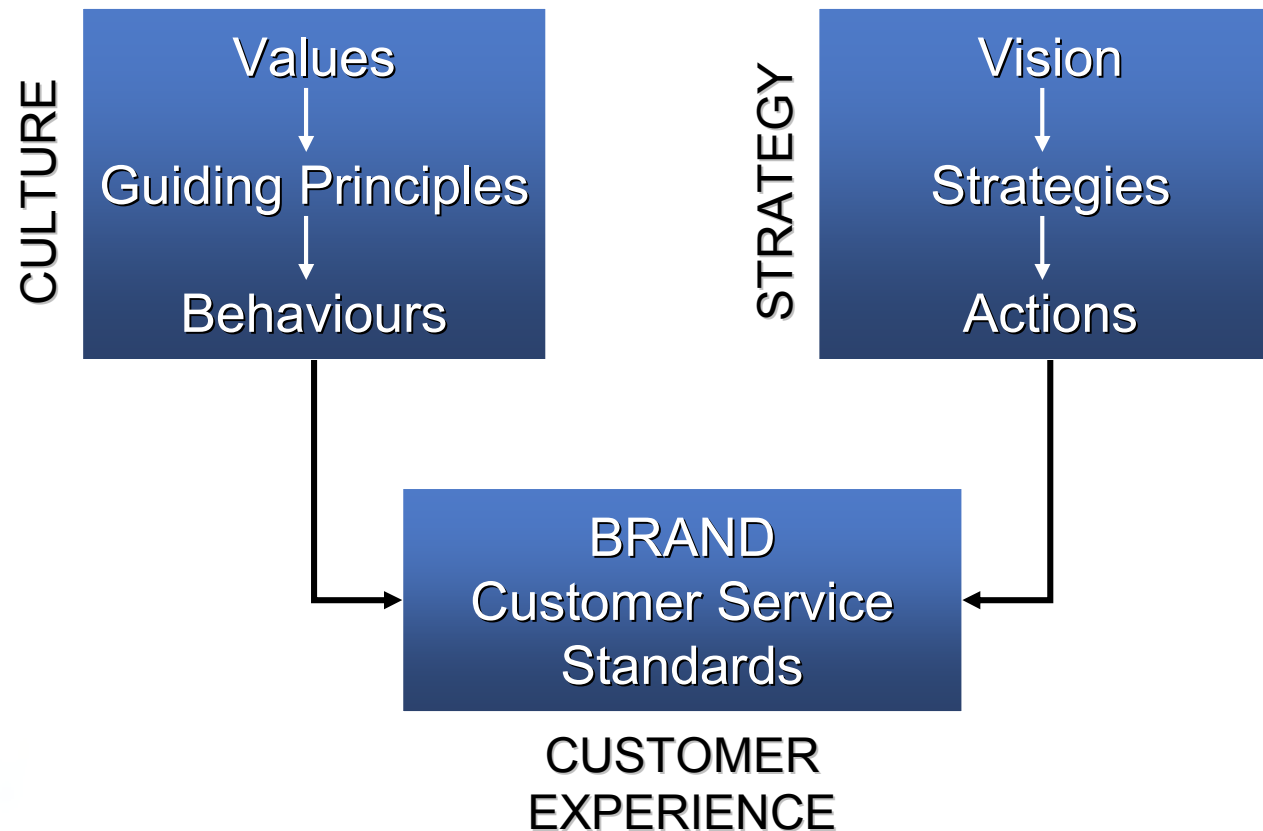 CULTURE
Values
Guiding Principles
Behaviours
STRATEGY
Vision
Strategies
Actions
BRAND
Customer Service
Standards
CUSTOMER
EXPERIENCE